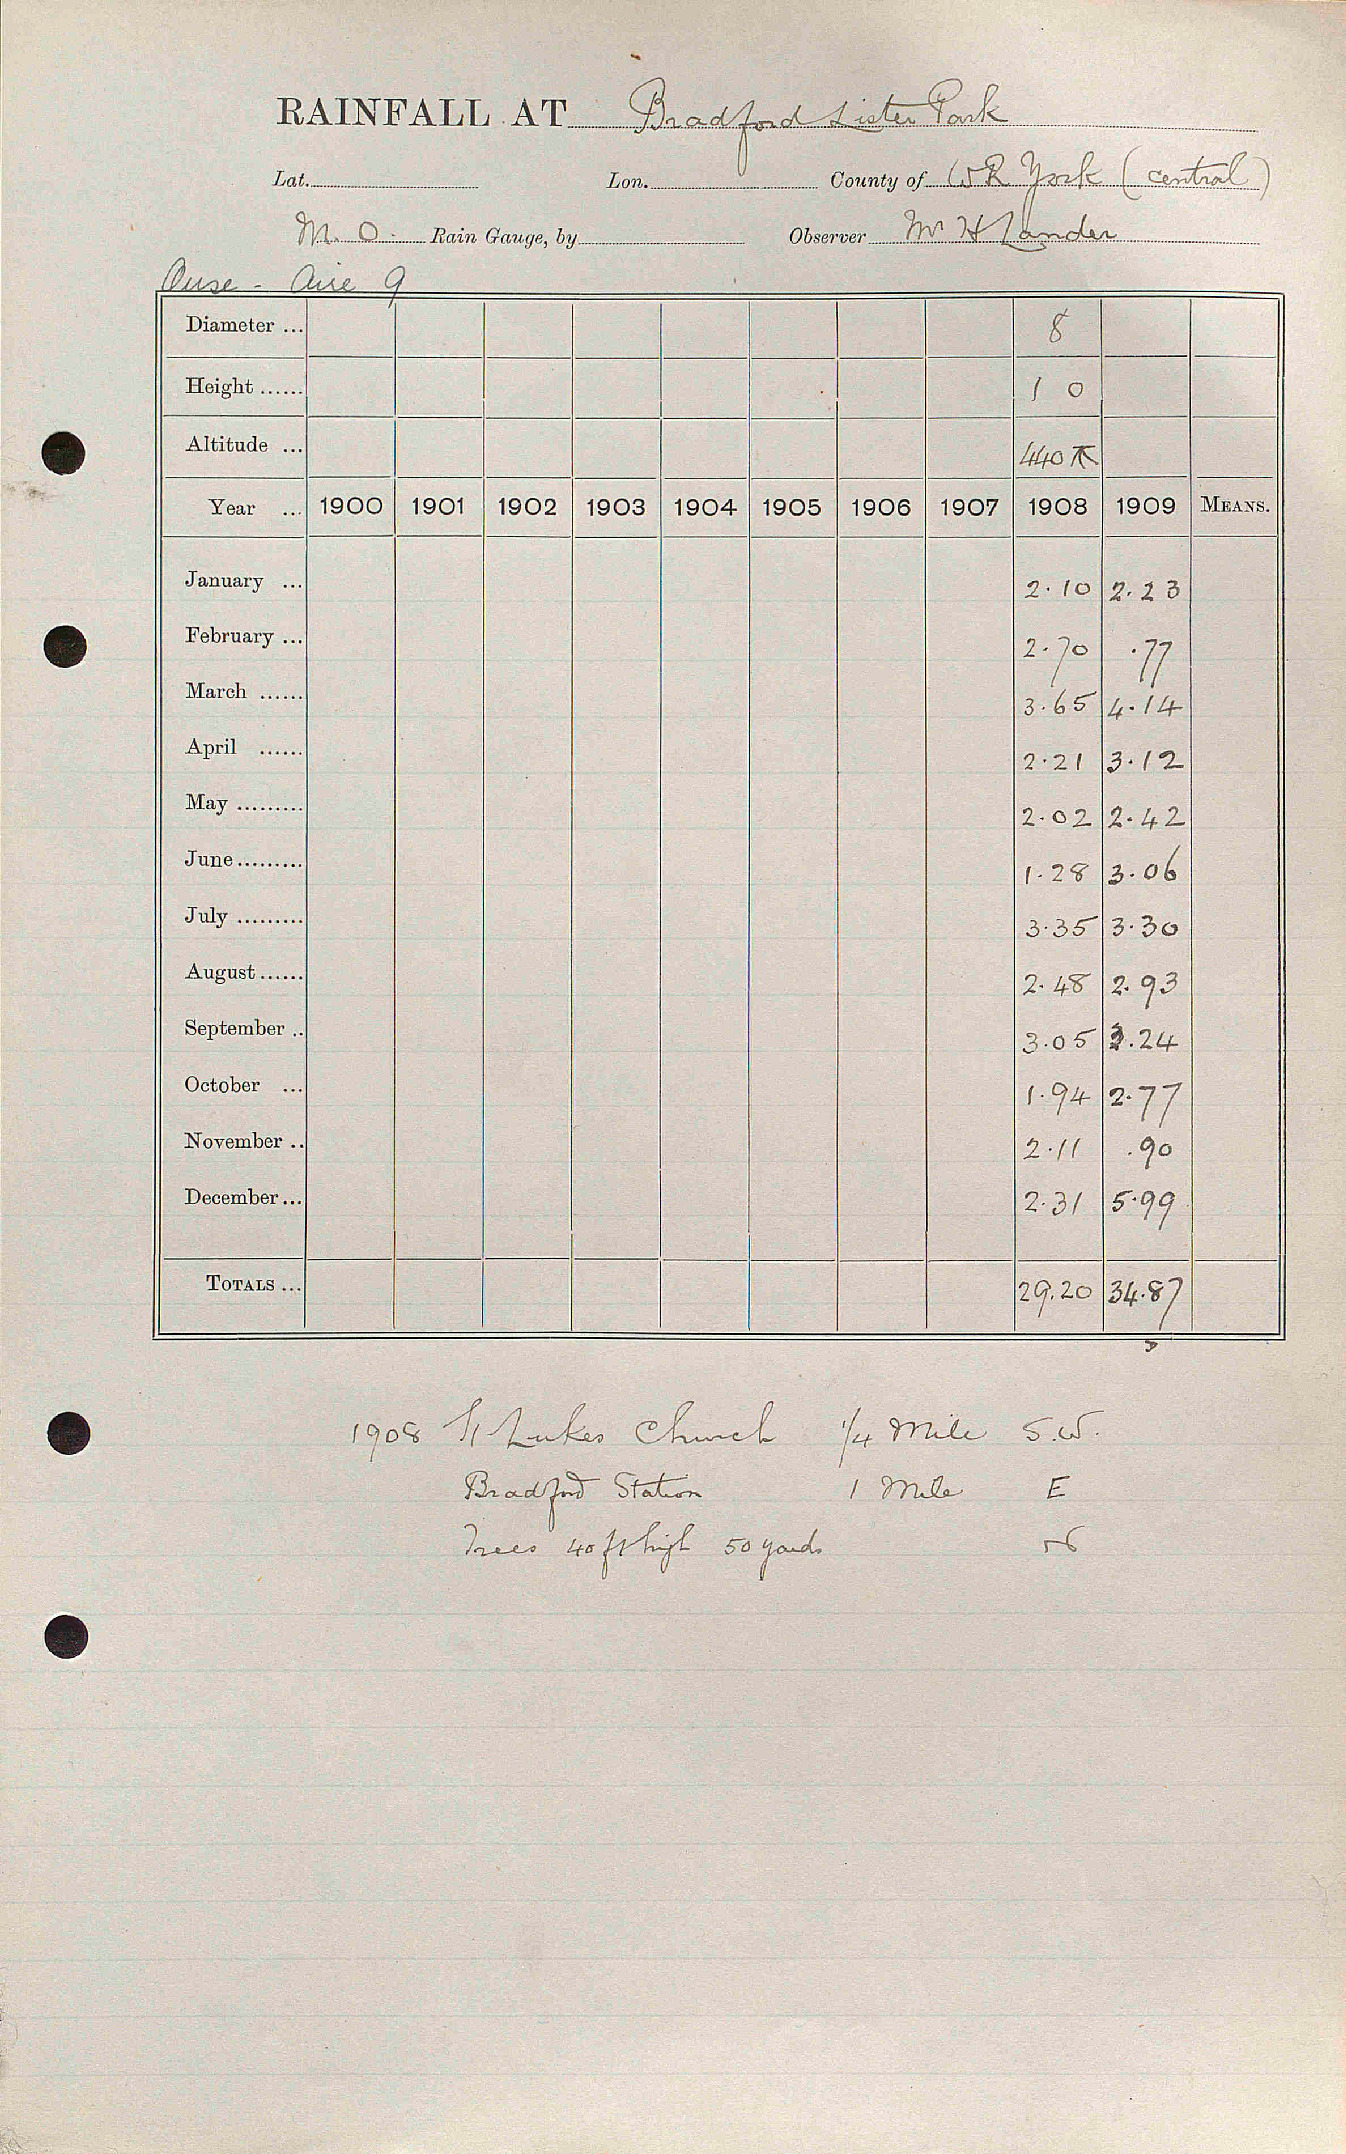 RAINFALL AT Bradford Lister Park
Lat. Lon. County of W R York (central)
M. O. Rain Gauge, by Observer Mr H Lander
Ouse - Aire 9
Diameter ... 8
Height ...... 1 0
Altitude ... 440
Year ... 1900 1901 1902 1903 1904 1905 1906 1907 1908 1909 MEANS.
January ... 2.10 2.23
February ... 2.70 .77
March ...... 3.65 4.14
April ...... 2.21 3.12
May ......... 2.02 2.42
June......... 1.28 3.06
July ......... 3.35 3.30
August...... 2.48 2.93
September .. 3.05 3.24
October ... 1.94 2.77
November .. 2.11 .90
December... 2.31 5.99
TOTALS ... 29.20 34.87
1908 St Lukes Church 1/4 Mile S.W.
Bradford Station 1 Mile E
Trees 40 ft high 50 yards